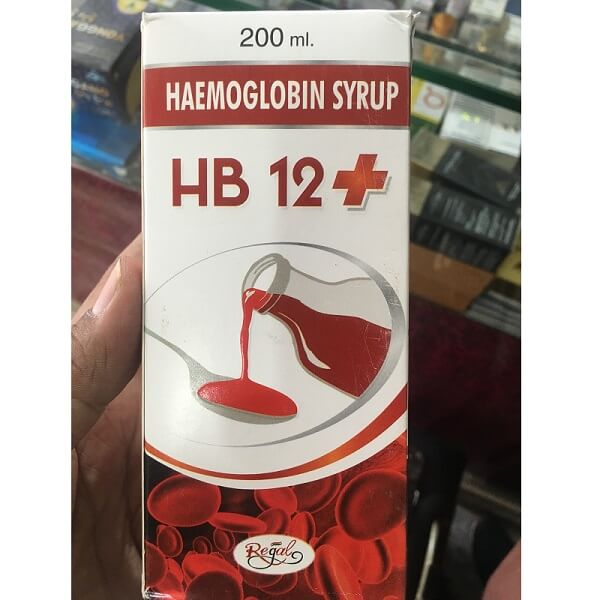 200 ml.
HAEMOGLOBIN SYRUP
HB 12+
Regal